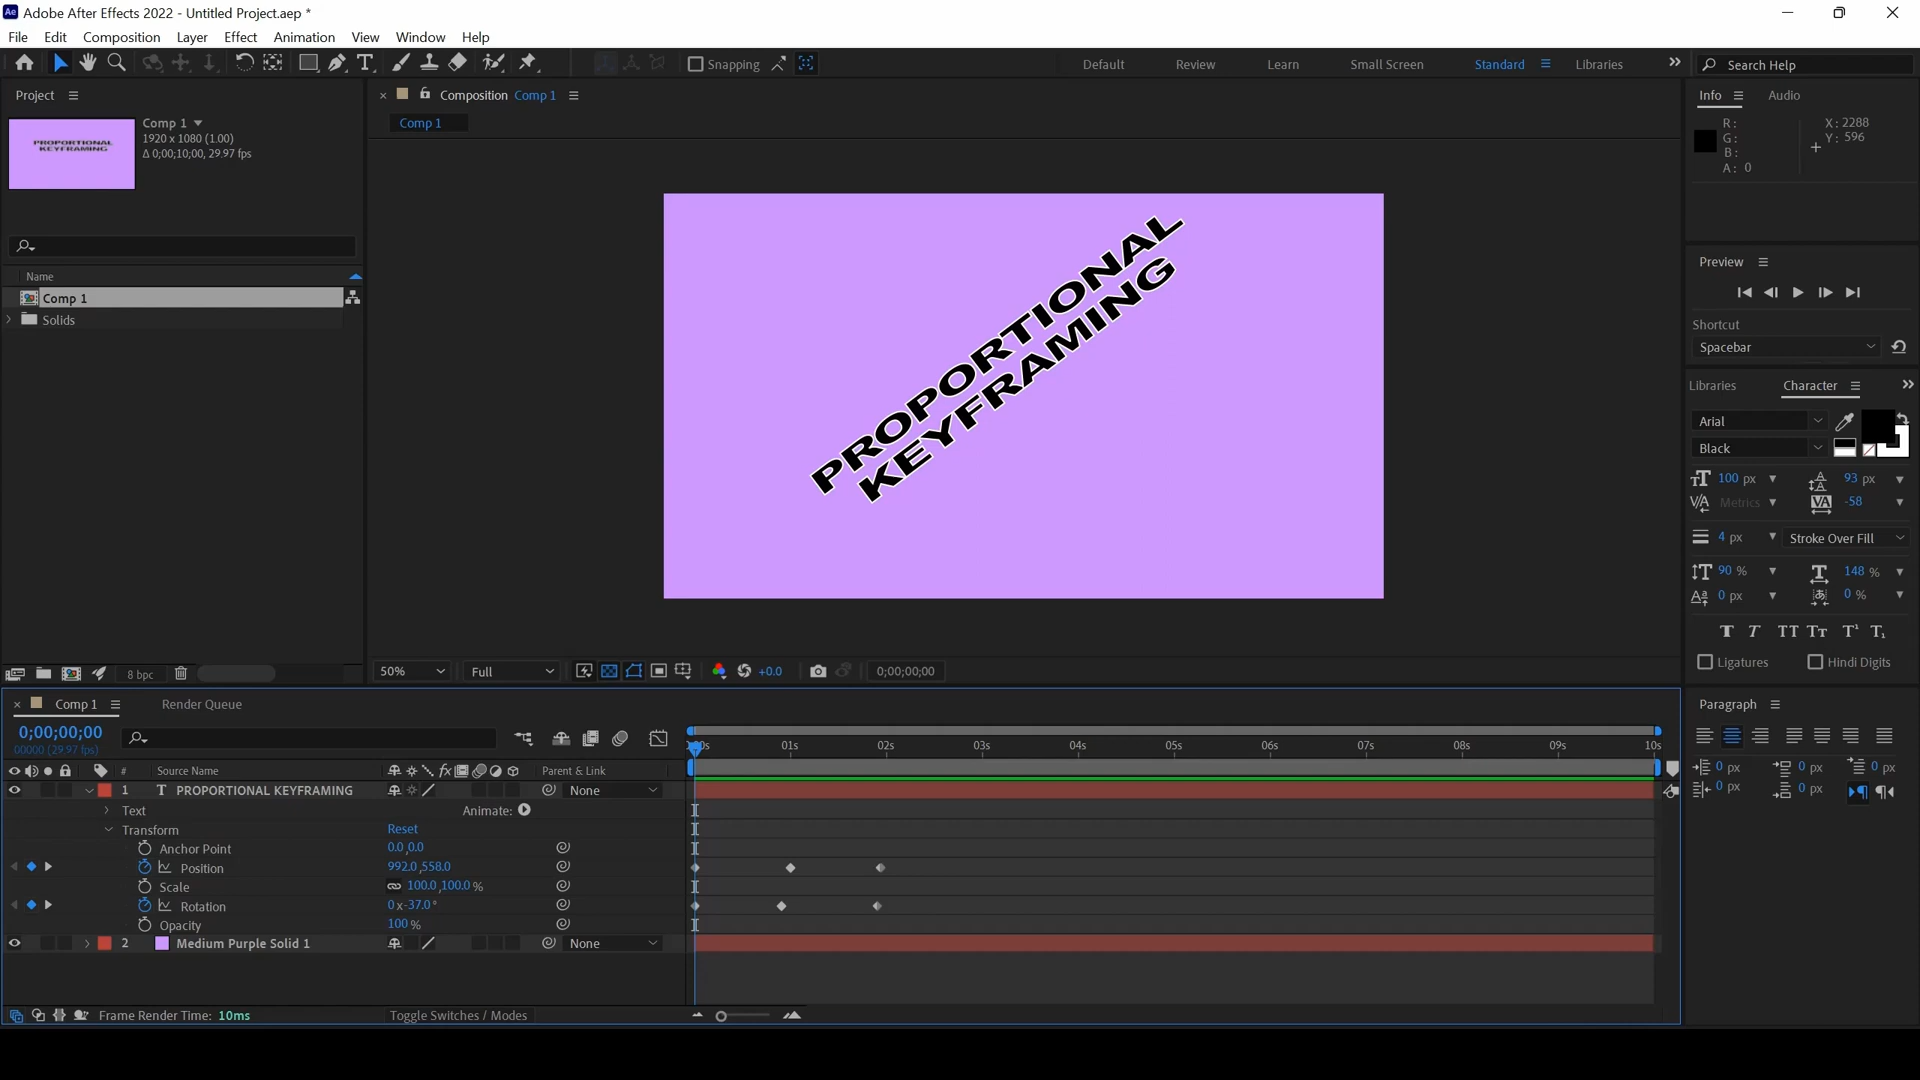 Adobe After Effects 2022 - Untitled Project.aep *
File Edit Composition Layer Effect Animation View Window Help
Snapping Default Review Learn Small Screen Standard Libraries Search Help
Project
Composition Comp 1
Info Audio
Comp 1
1920 x 1080 (1.00)
Δ 0;00;10;00, 29.97 fps
Comp 1
R:
G:
B:
A: 0
X: 2288
Y: 596
PROPORTIONAL
KEYFRAMING
Name
Comp 1
Solids
PROPORTIONAL
KEYFRAMING
Preview
Shortcut
Spacebar
Libraries Character
Arial
Black
100 px 93 px
Metrics -58
4 px Stroke Over Fill
90 % 148 %
0 px 0 %
Ligatures Hindi Digits
8 bpc
50% Full +0.0 0;00;00;00
Comp 1 Render Queue
0;00;00;00
00000 (29.97 fps)
01s 02s 03s 04s 05s 06s 07s 08s 09s 10s
# Source Name Parent & Link
1 PROPORTIONAL KEYFRAMING None
Text Animate:
Transform Reset
Anchor Point 0.0,0.0
Position 992.0,558.0
Scale 100.0,100.0%
Rotation 0x-37.0°
Opacity 100%
2 Medium Purple Solid 1 None
Frame Render Time: 10ms Toggle Switches / Modes
Paragraph
0 px 0 px 0 px
0 px 0 px